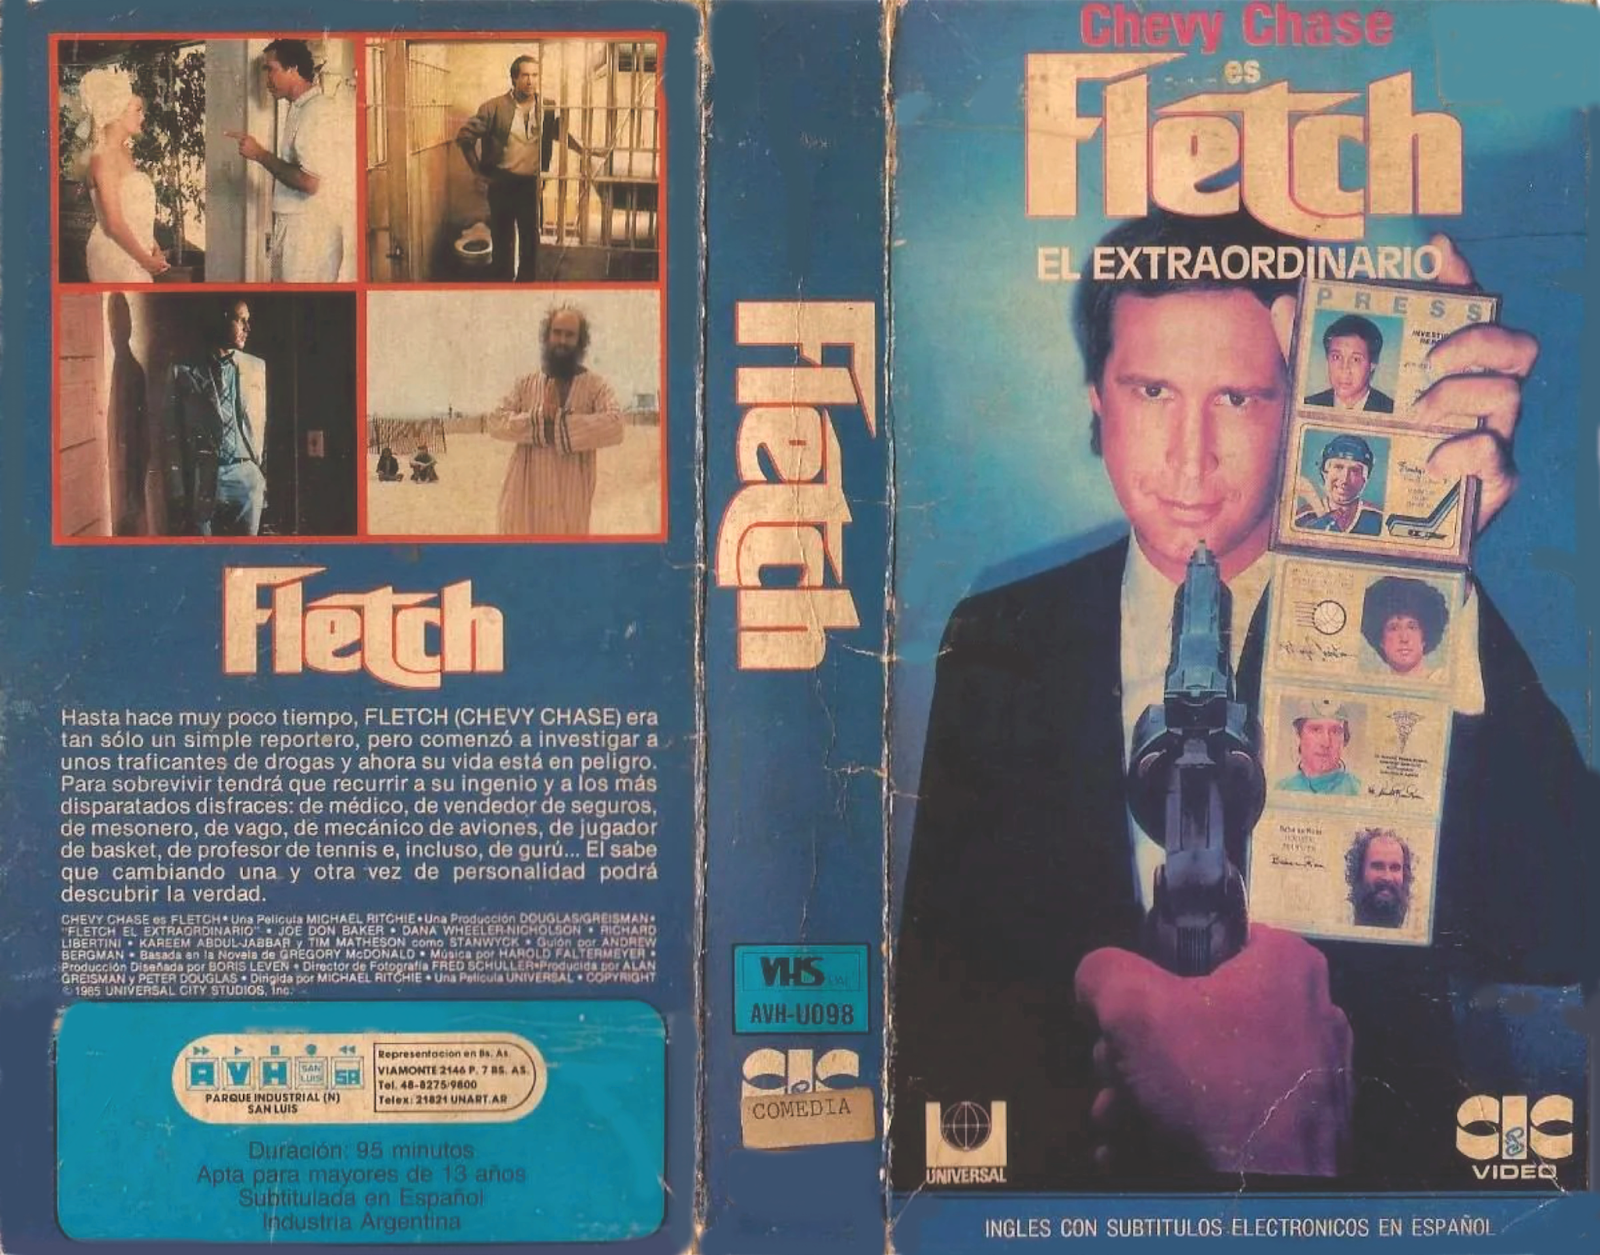 Fletch
Hasta hace muy poco tiempo, FLETCH (CHEVY CHASE) era
tan sólo un simple reportero, pero comenzó a investigar a
unos traficantes de drogas y ahora su vida está en peligro.
Para sobrevivir tendrá que recurrir a su ingenio y a los más
disparatados disfraces: de médico, de vendedor de seguros,
de mesonero, de vago, de mecánico de aviones, de jugador
de basket, de profesor de tennis e, incluso, de gurú... El sabe
que cambiando una y otra vez de personalidad podrá
descubrir la verdad.
CHEVY CHASE es FLETCH • Una Película MICHAEL RITCHIE • Una Producción DOUGLAS/GREISMAN •
"FLETCH EL EXTRAORDINARIO" • JOE DON BAKER • DANA WHEELER-NICHOLSON • RICHARD
LIBERTINI • KAREEM ABDUL-JABBAR y TIM MATHESON como STANWYCK • Guión por ANDREW
BERGMAN • Basada en la Novela de GREGORY McDONALD • Música por HAROLD FALTERMEYER •
Producción Diseñada por BORIS LEVEN • Director de Fotografía FRED SCHULLER • Producida por ALAN
GREISMAN y PETER DOUGLAS • Dirigida por MICHAEL RITCHIE • Una Película UNIVERSAL • COPYRIGHT
© 1985 UNIVERSAL CITY STUDIOS, Inc.
AVH SAN LUIS SA
PARQUE INDUSTRIAL (N)
SAN LUIS
Representacion en Bs. As.
VIAMONTE 2146 P. 7 BS. AS.
Tel. 48-8275/9800
Telex: 21821 UNART.AR
Duración: 95 minutos
Apta para mayores de 13 años
Subtitulada en Español
Industria Argentina
Fletch
VHS
AVH-U098
CIC
COMEDIA
Chevy Chase
es
Fletch
EL EXTRAORDINARIO
PRESS
UNIVERSAL
CIC
VIDEO
INGLES CON SUBTITULOS ELECTRONICOS EN ESPAÑOL